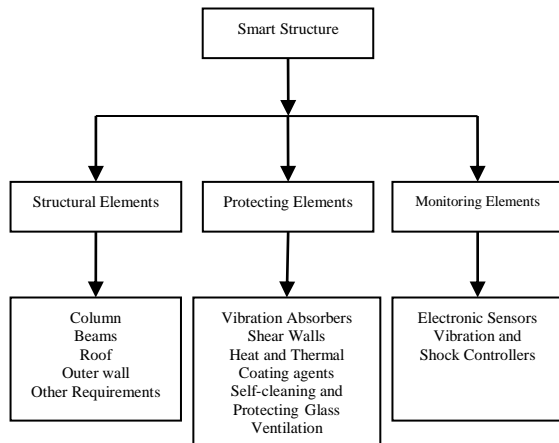 Smart Structure
Structural Elements
Protecting Elements
Monitoring Elements
Column
Beams
Roof
Outer wall
Other Requirements
Vibration Absorbers
Shear Walls
Heat and Thermal
Coating agents
Self-cleaning and
Protecting Glass
Ventilation
Electronic Sensors
Vibration and
Shock Controllers